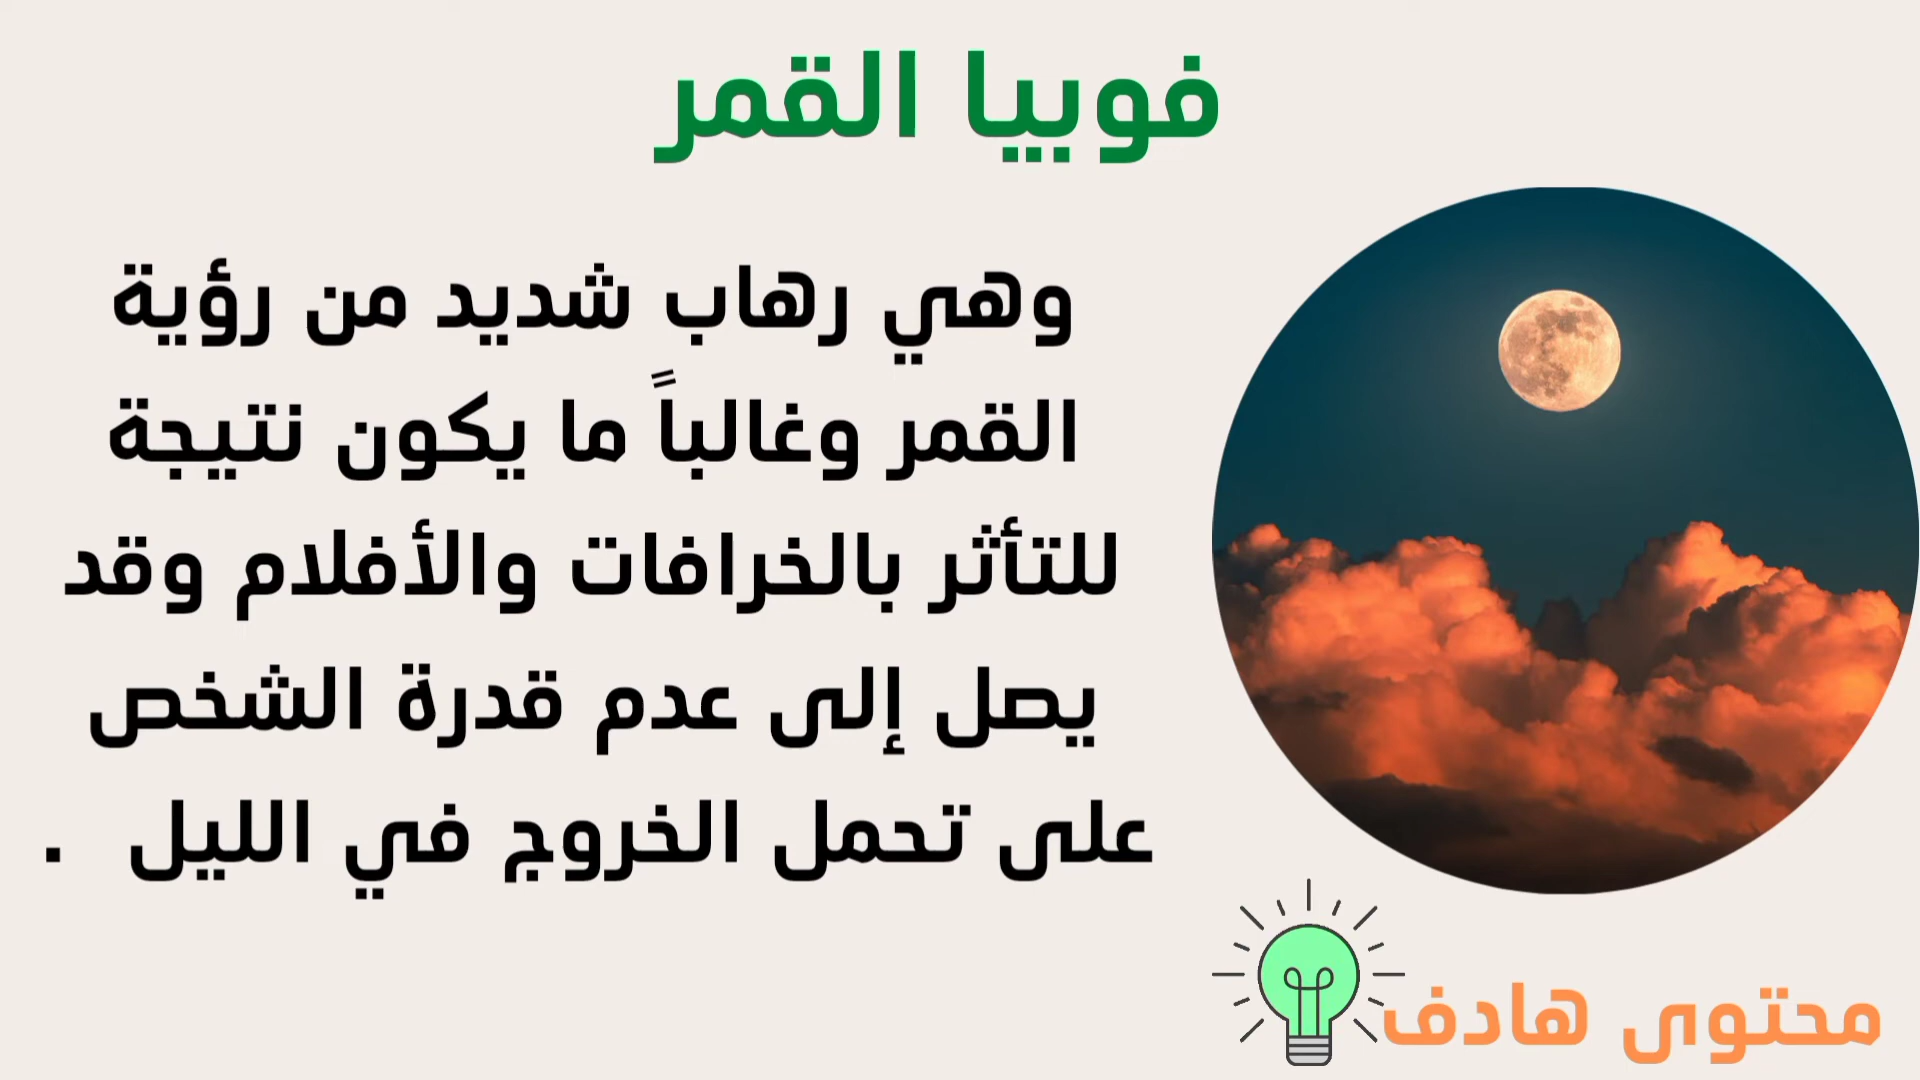 فوبيا القمر
وهي رهاب شديد من رؤية
القمر وغالباً ما يكون نتيجة
للتأثر بالخرافات والأفلام وقد
يصل إلى عدم قدرة الشخص
على تحمل الخروج في الليل .
محتوى هادف